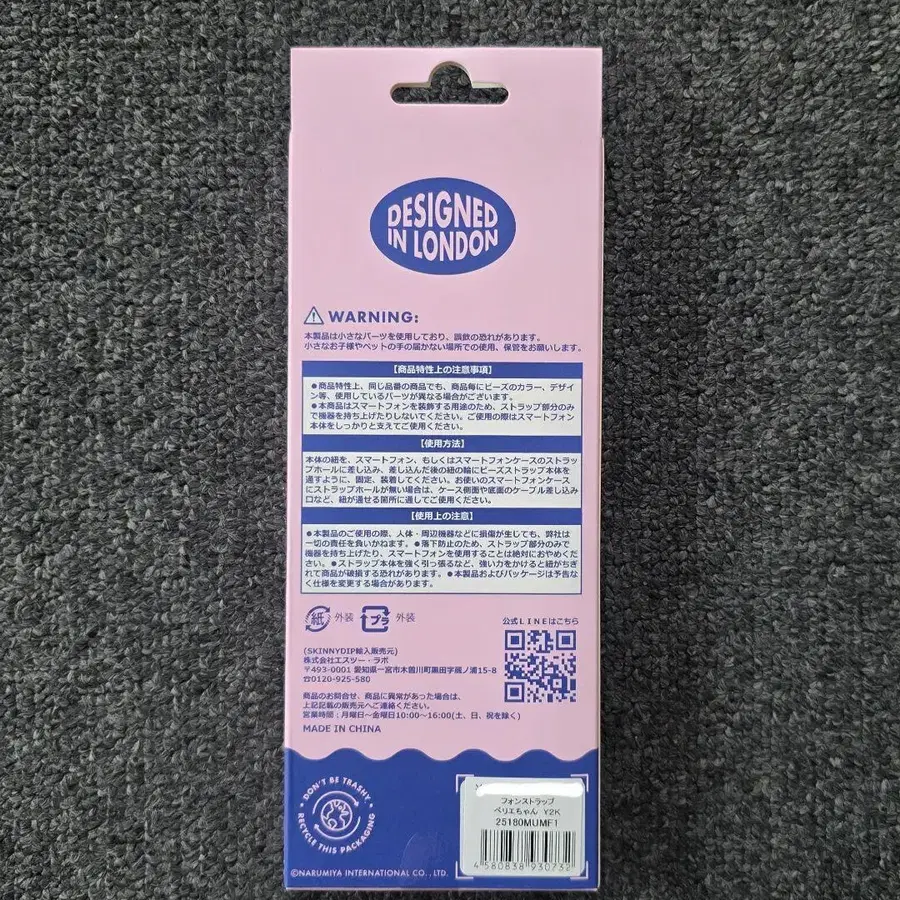 DESIGNED
IN LONDON
WARNING:
本製品は小さなパーツを使用しており、誤飲の恐れがあります。
小さなお子様やペットの手の届かない場所での使用、保管をお願いします。
【商品特性上の注意事項】
●商品特性上、同じ品番の商品でも、商品毎にビーズのカラー、デザイ
ン等、使用しているパーツが異なる場合がございます。
●本商品はスマートフォンを装飾する用途のため、ストラップ部分のみ
で機器を持ち上げたりしないでください。ご使用の際はスマートフォン
本体をしっかりと支えてご使用ください。
【使用方法】
本体の紐を、スマートフォン、もしくはスマートフォンケースのストラッ
プホールに差し込み、差し込んだ後の紐の輪にビーズストラップ本体を
通すように、固定、装着してください。お使いのスマートフォンケース
にストラップホールが無い場合は、ケース側面や底面のケーブル差し込み
口など、紐が通せる箇所に通してご使用ください。
【使用上の注意】
●本製品のご使用の際、人体・周辺機器などに損傷が生じても、弊社は
一切の責任を負いかねます。●落下防止のため、ストラップ部分のみで
機器を持ち上げたり、スマートフォンを使用することは絶対におやめくだ
さい。●ストラップ本体を強く引っ張るなど、強い力をかけると紐がちぎ
れて商品が破損する恐れがあります。●本製品およびパッケージは予告な
く仕様を変更する場合があります。
紙 外装 プラ 外装
公式LINEはこちら
(SKINNYDIP輸入販売元)
株式会社エスツー・ラボ
〒493-0001 愛知県一宮市木曽川町黒田字蔵ノ浦15-8
☎0120-925-580
商品のお問合せ、商品に異常があった場合は、
上記記載の販売元へご連絡ください。
営業時間:月曜日〜金曜日10:00〜16:00(土、日、祝を除く)
MADE IN CHINA
DON'T BE TRASHY
RECYCLE THIS PACKAGING
©NARUMIYA INTERNATIONAL CO., LTD.
フォンストラップ
ベリエちゃん Y2K
25180MUMF1
4 580838 930732